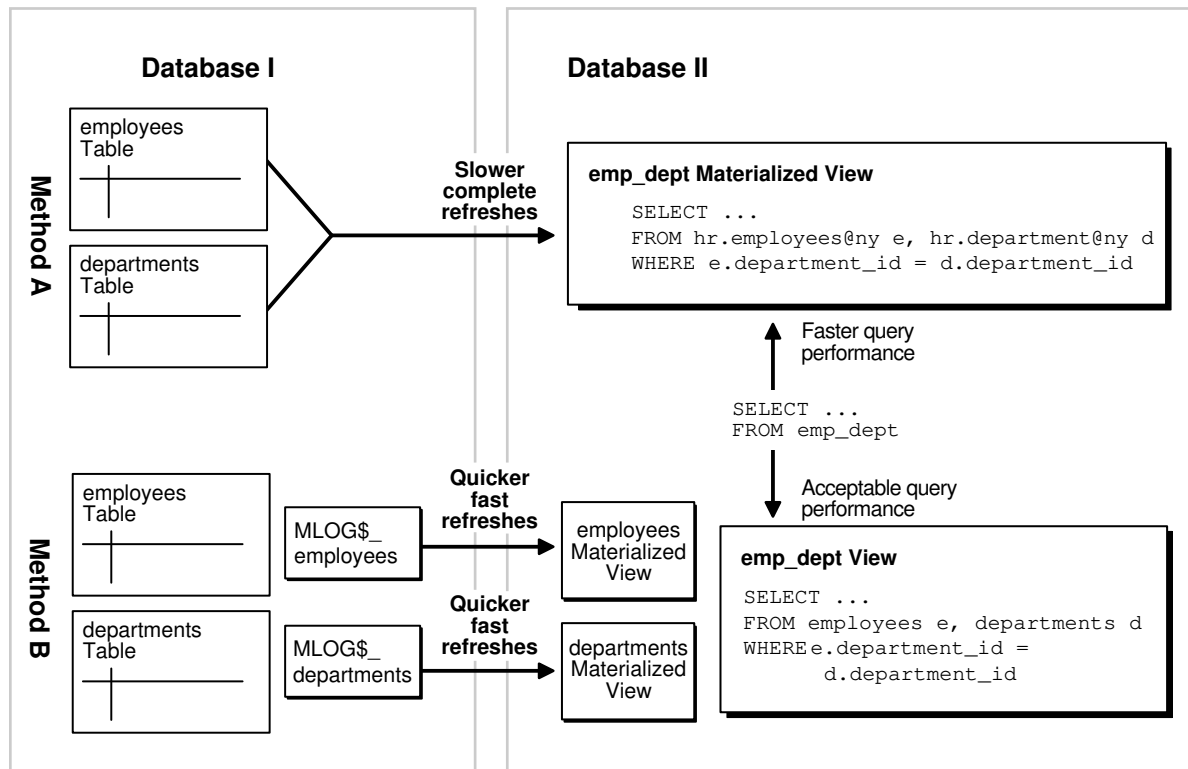 Database I
Database II
Method A
employees
Table
departments
Table
Slower
complete
refreshes
emp_dept Materialized View
SELECT ...
FROM hr.employees@ny e, hr.department@ny d
WHERE e.department_id = d.department_id
Faster query
performance
SELECT ...
FROM emp_dept
Acceptable query
performance
Method B
employees
Table
MLOG$_
employees
Quicker
fast
refreshes
employees
Materialized
View
departments
Table
MLOG$_
departments
Quicker
fast
refreshes
departments
Materialized
View
emp_dept View
SELECT ...
FROM employees e, departments d
WHERE e.department_id =
d.department_id